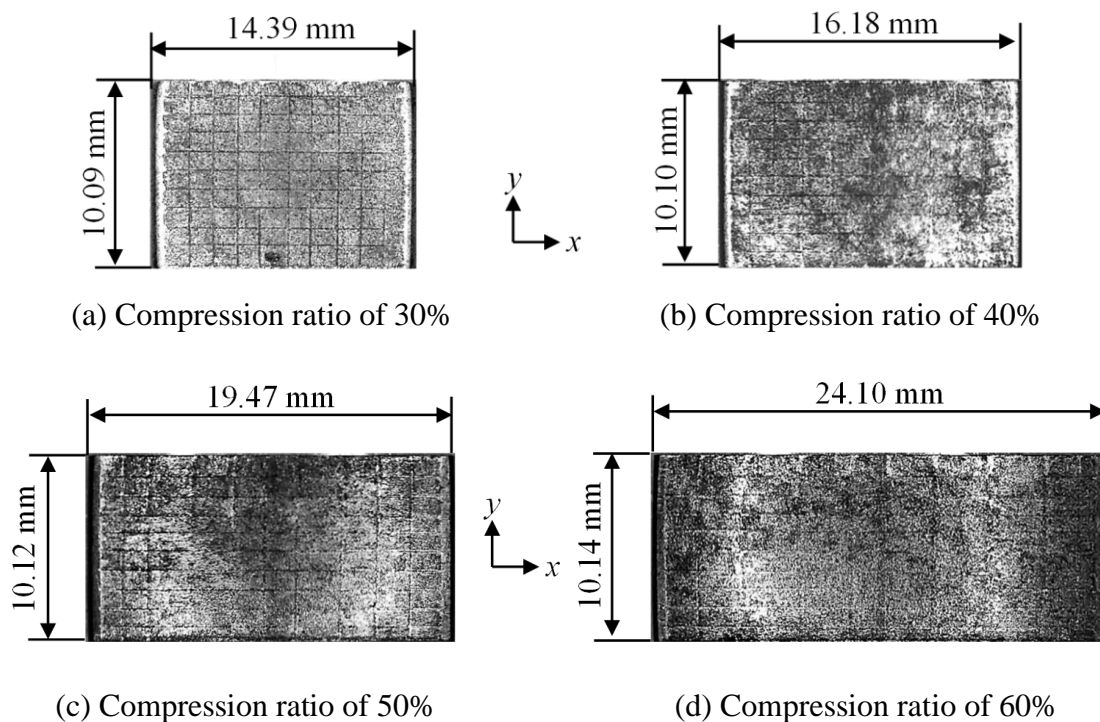 14.39 mm
16.18 mm
10.09 mm
10.10 mm
y
x
(a) Compression ratio of 30%
(b) Compression ratio of 40%
19.47 mm
24.10 mm
10.12 mm
10.14 mm
y
x
(c) Compression ratio of 50%
(d) Compression ratio of 60%